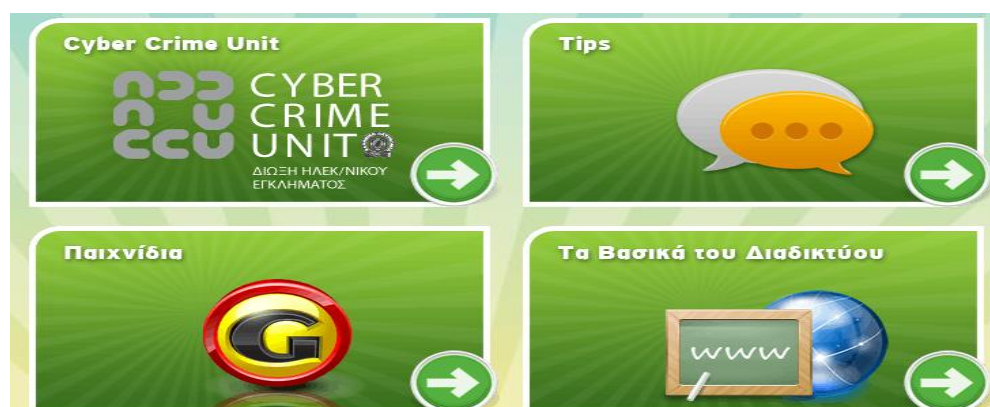 Cyber Crime Unit
CYBER
CRIME
UNIT
ΔΙΩΞΗ ΗΛΕΚ/ΝΙΚΟΥ
ΕΓΚΛΗΜΑΤΟΣ
Tips
Παιχνίδια
G
Τα Βασικά του Διαδικτύου
www